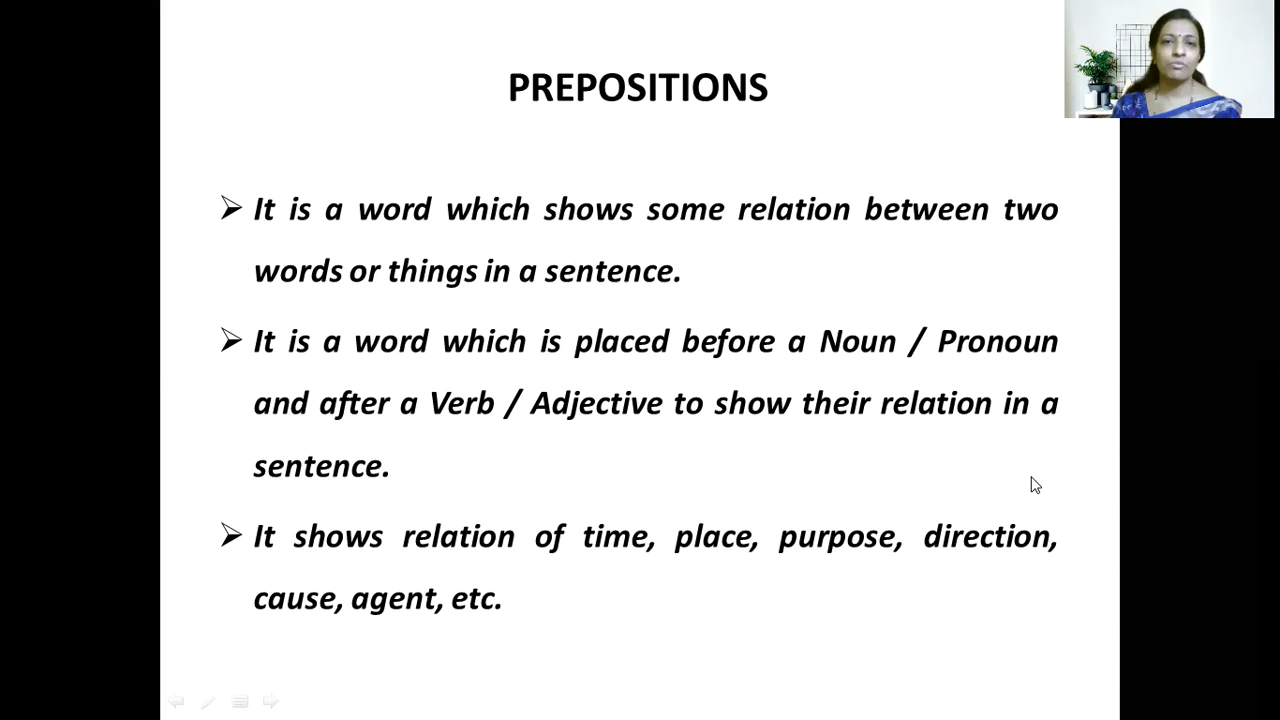 PREPOSITIONS
It is a word which shows some relation between two
words or things in a sentence.
It is a word which is placed before a Noun / Pronoun
and after a Verb / Adjective to show their relation in a
sentence.
It shows relation of time, place, purpose, direction,
cause, agent, etc.